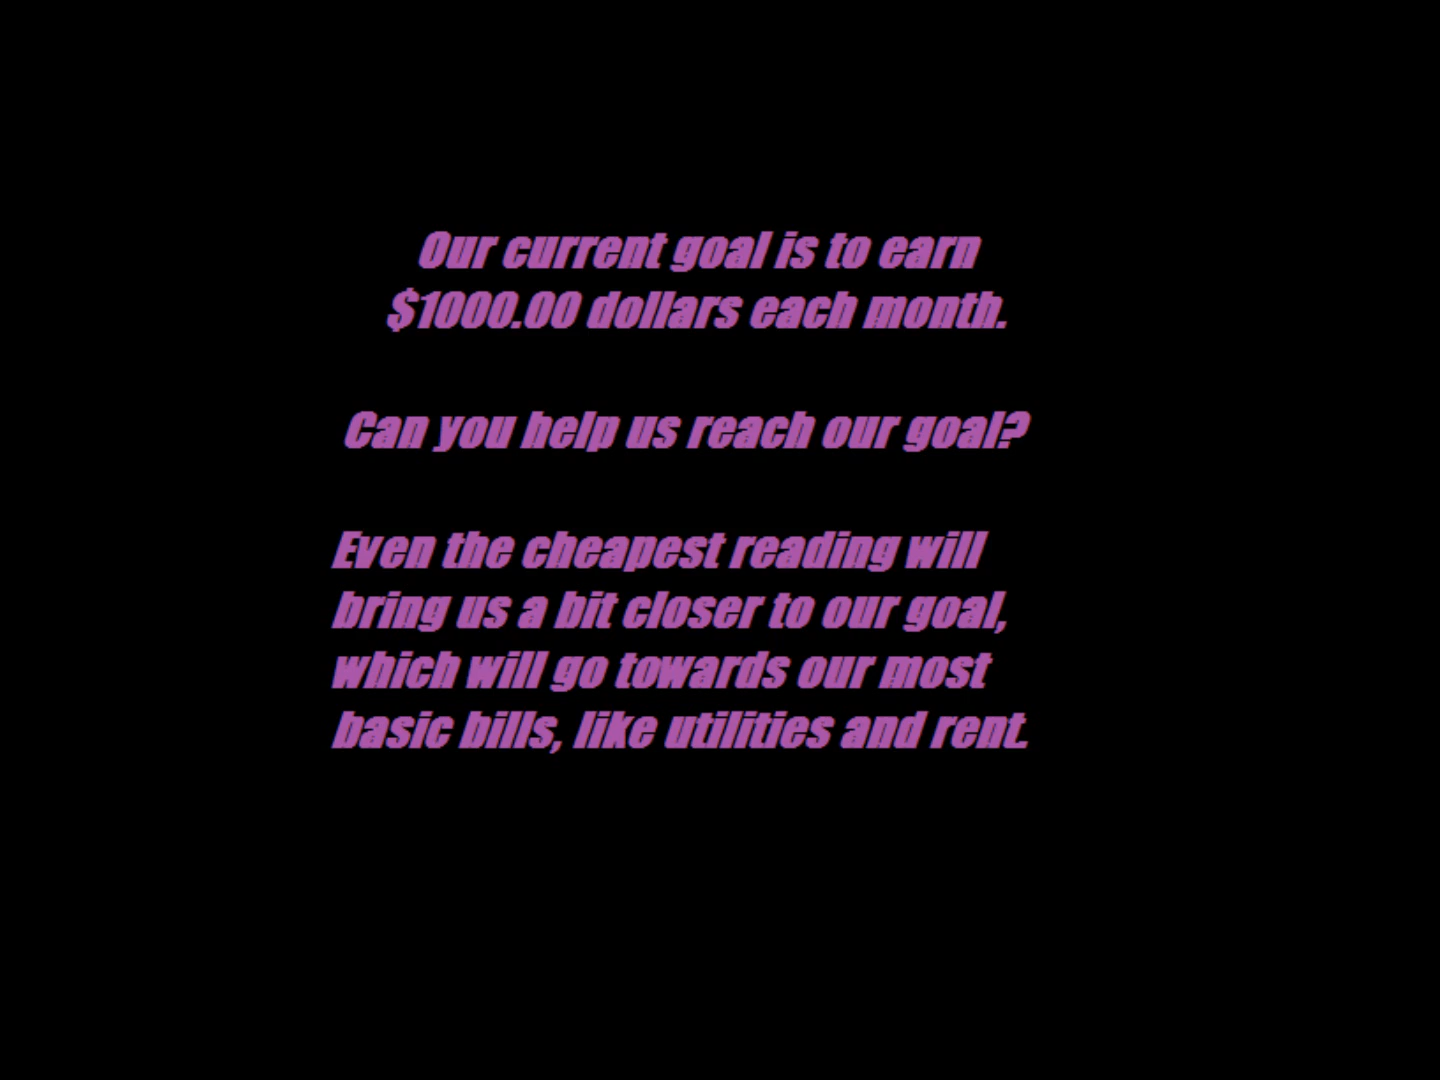 Our current goal is to earn
$1000.00 dollars each month.
Can you help us reach our goal?
Even the cheapest reading will
bring us a bit closer to our goal,
which will go towards our most
basic bills, like utilities and rent.